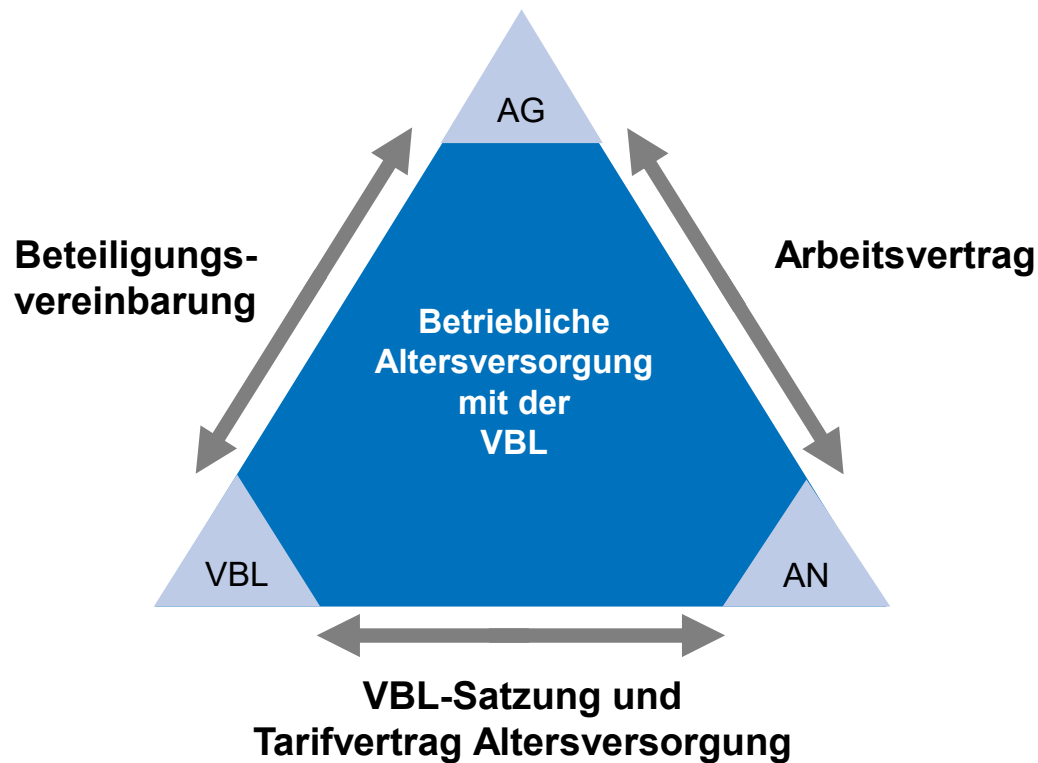 AG
Beteiligungs-
vereinbarung
Arbeitsvertrag
Betriebliche
Altersversorgung
mit der
VBL
VBL
AN
VBL-Satzung und
Tarifvertrag Altersversorgung